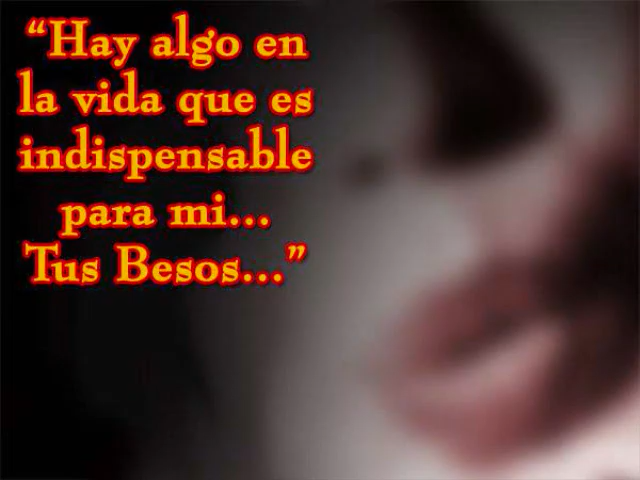 “Hay algo en
la vida que es
indispensable
para mi...
Tus Besos...”